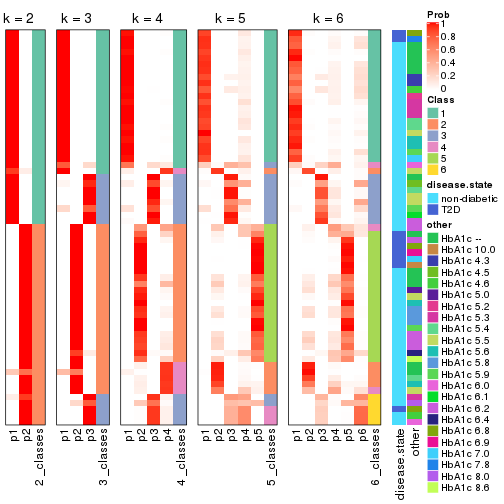 k = 2
k = 3
k = 4
k = 5
k = 6
p1
p2
2_classes
p1
p2
p3
3_classes
p1
p2
p3
p4
4_classes
p1
p2
p3
p4
p5
5_classes
p1
p2
p3
p4
p5
p6
6_classes
disease.state
other
Prob
1
0.8
0.6
0.4
0.2
0
Class
1
2
3
4
5
6
disease.state
non-diabetic
T2D
other
HbA1c --
HbA1c 10.0
HbA1c 4.3
HbA1c 4.5
HbA1c 4.6
HbA1c 5.0
HbA1c 5.2
HbA1c 5.3
HbA1c 5.4
HbA1c 5.5
HbA1c 5.6
HbA1c 5.8
HbA1c 5.9
HbA1c 6.0
HbA1c 6.1
HbA1c 6.2
HbA1c 6.4
HbA1c 6.8
HbA1c 6.9
HbA1c 7.0
HbA1c 7.8
HbA1c 8.0
HbA1c 8.6